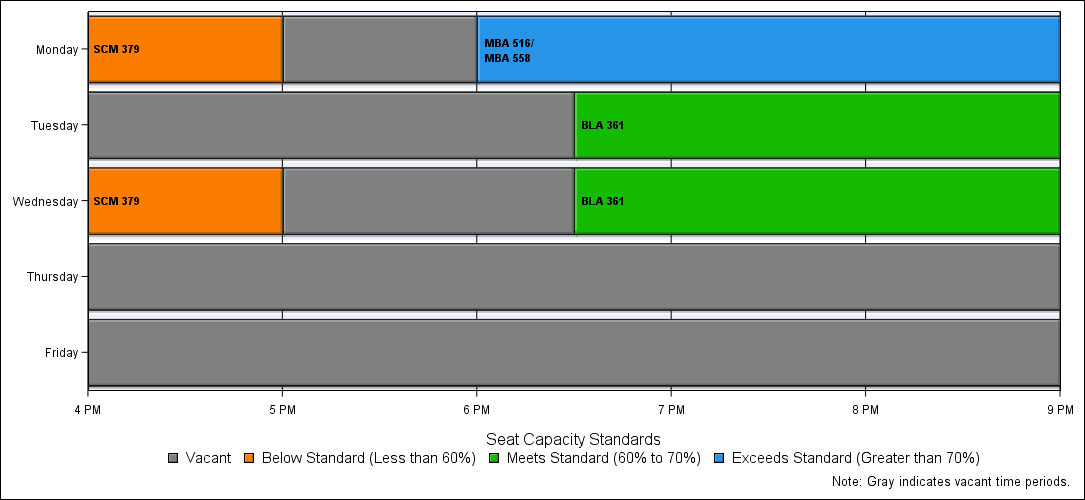 Monday
SCM 379
MBA 516/
MBA 558
Tuesday
BLA 361
Wednesday
SCM 379
BLA 361
Thursday
Friday
4 PM 5 PM 6 PM 7 PM 8 PM 9 PM
Seat Capacity Standards
Vacant Below Standard (Less than 60%) Meets Standard (60% to 70%) Exceeds Standard (Greater than 70%)
Note: Gray indicates vacant time periods.